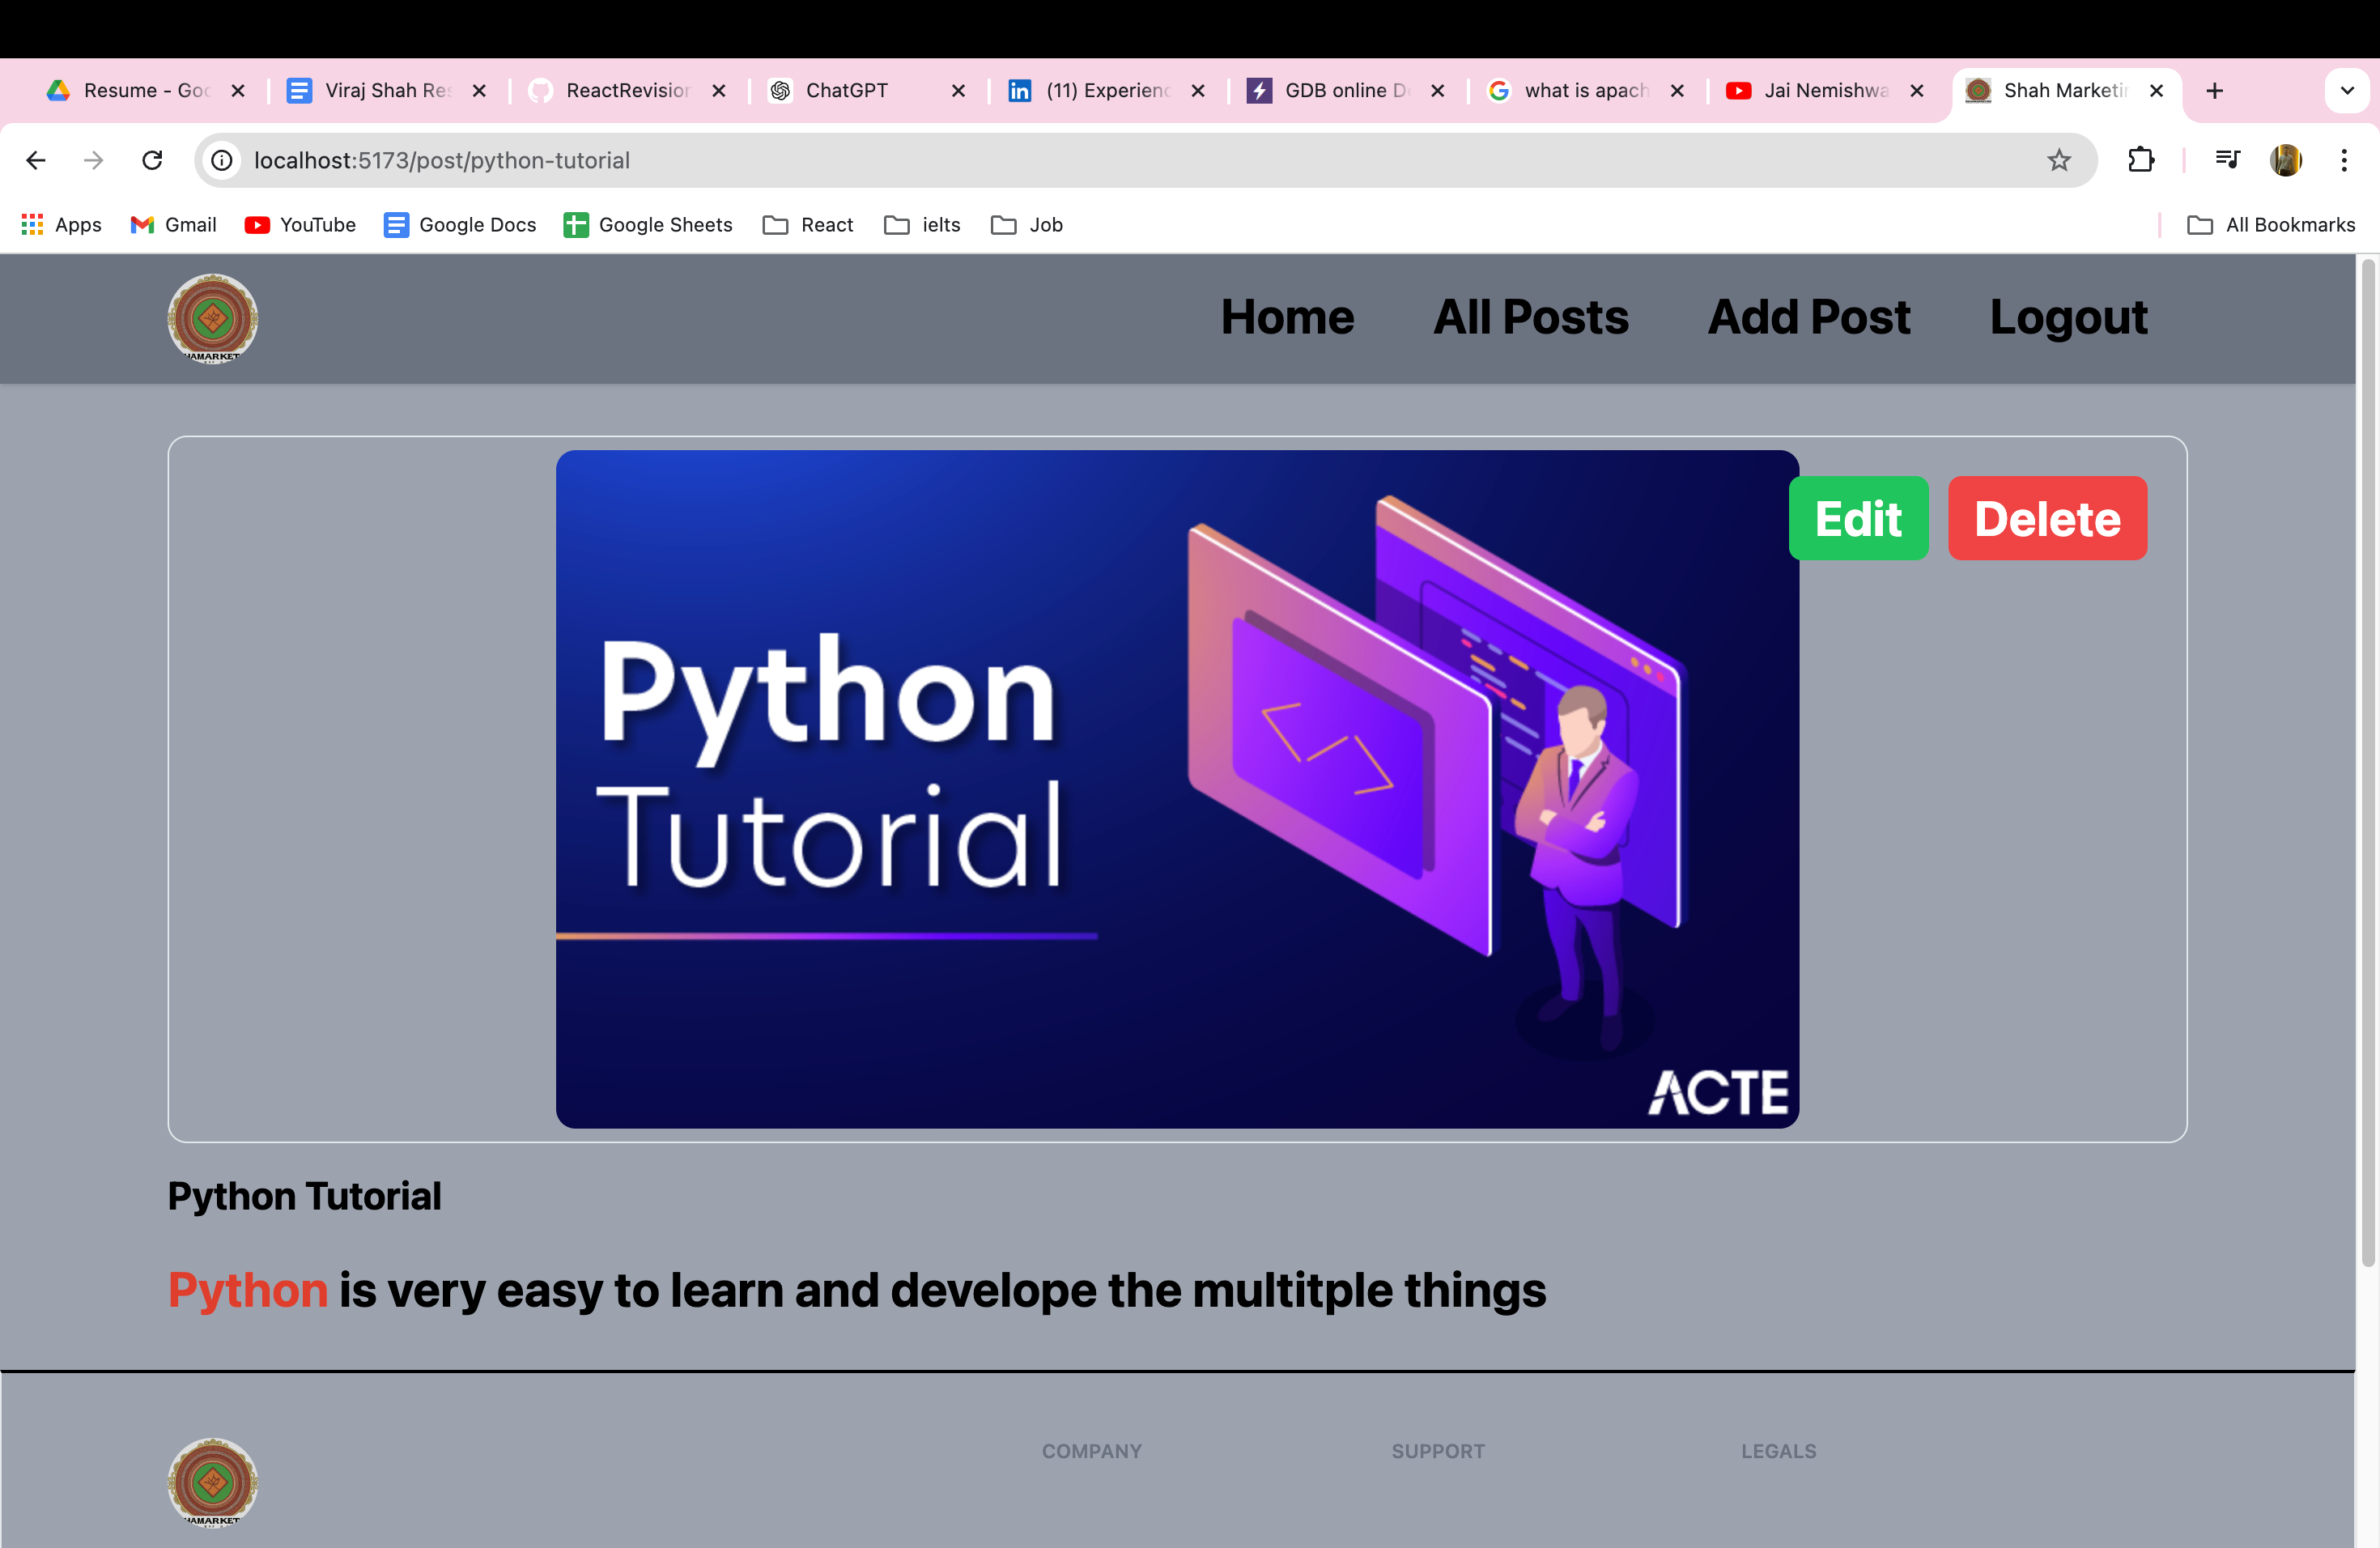 Resume - Goo
Viraj Shah Res
ReactRevision
ChatGPT
(11) Experienc
GDB online D
what is apach
Jai Nemishwa
Shah Marketin
localhost:5173/post/python-tutorial
Apps
Gmail
YouTube
Google Docs
Google Sheets
React
ielts
Job
All Bookmarks
HAMARKET
Home
All Posts
Add Post
Logout
Edit
Delete
Python
Tutorial
ACTE
Python Tutorial
Python is very easy to learn and develope the multitple things
COMPANY
SUPPORT
LEGALS
HAMARKET